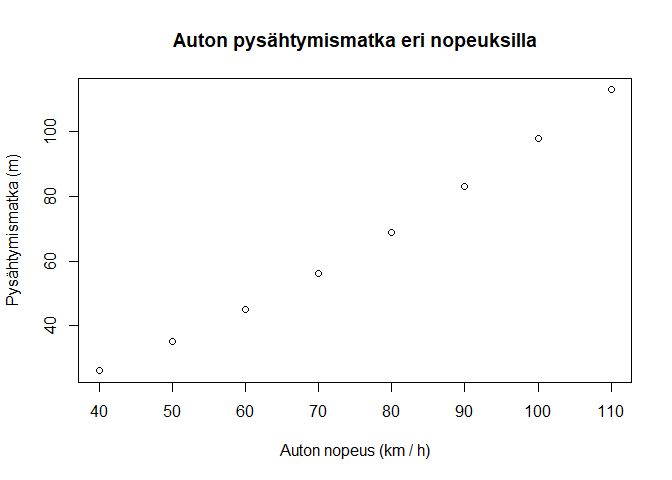 Auton pysähtymismatka eri nopeuksilla
Pysähtymismatka (m)
100
80
60
40
40 50 60 70 80 90 100 110
Auton nopeus (km / h)